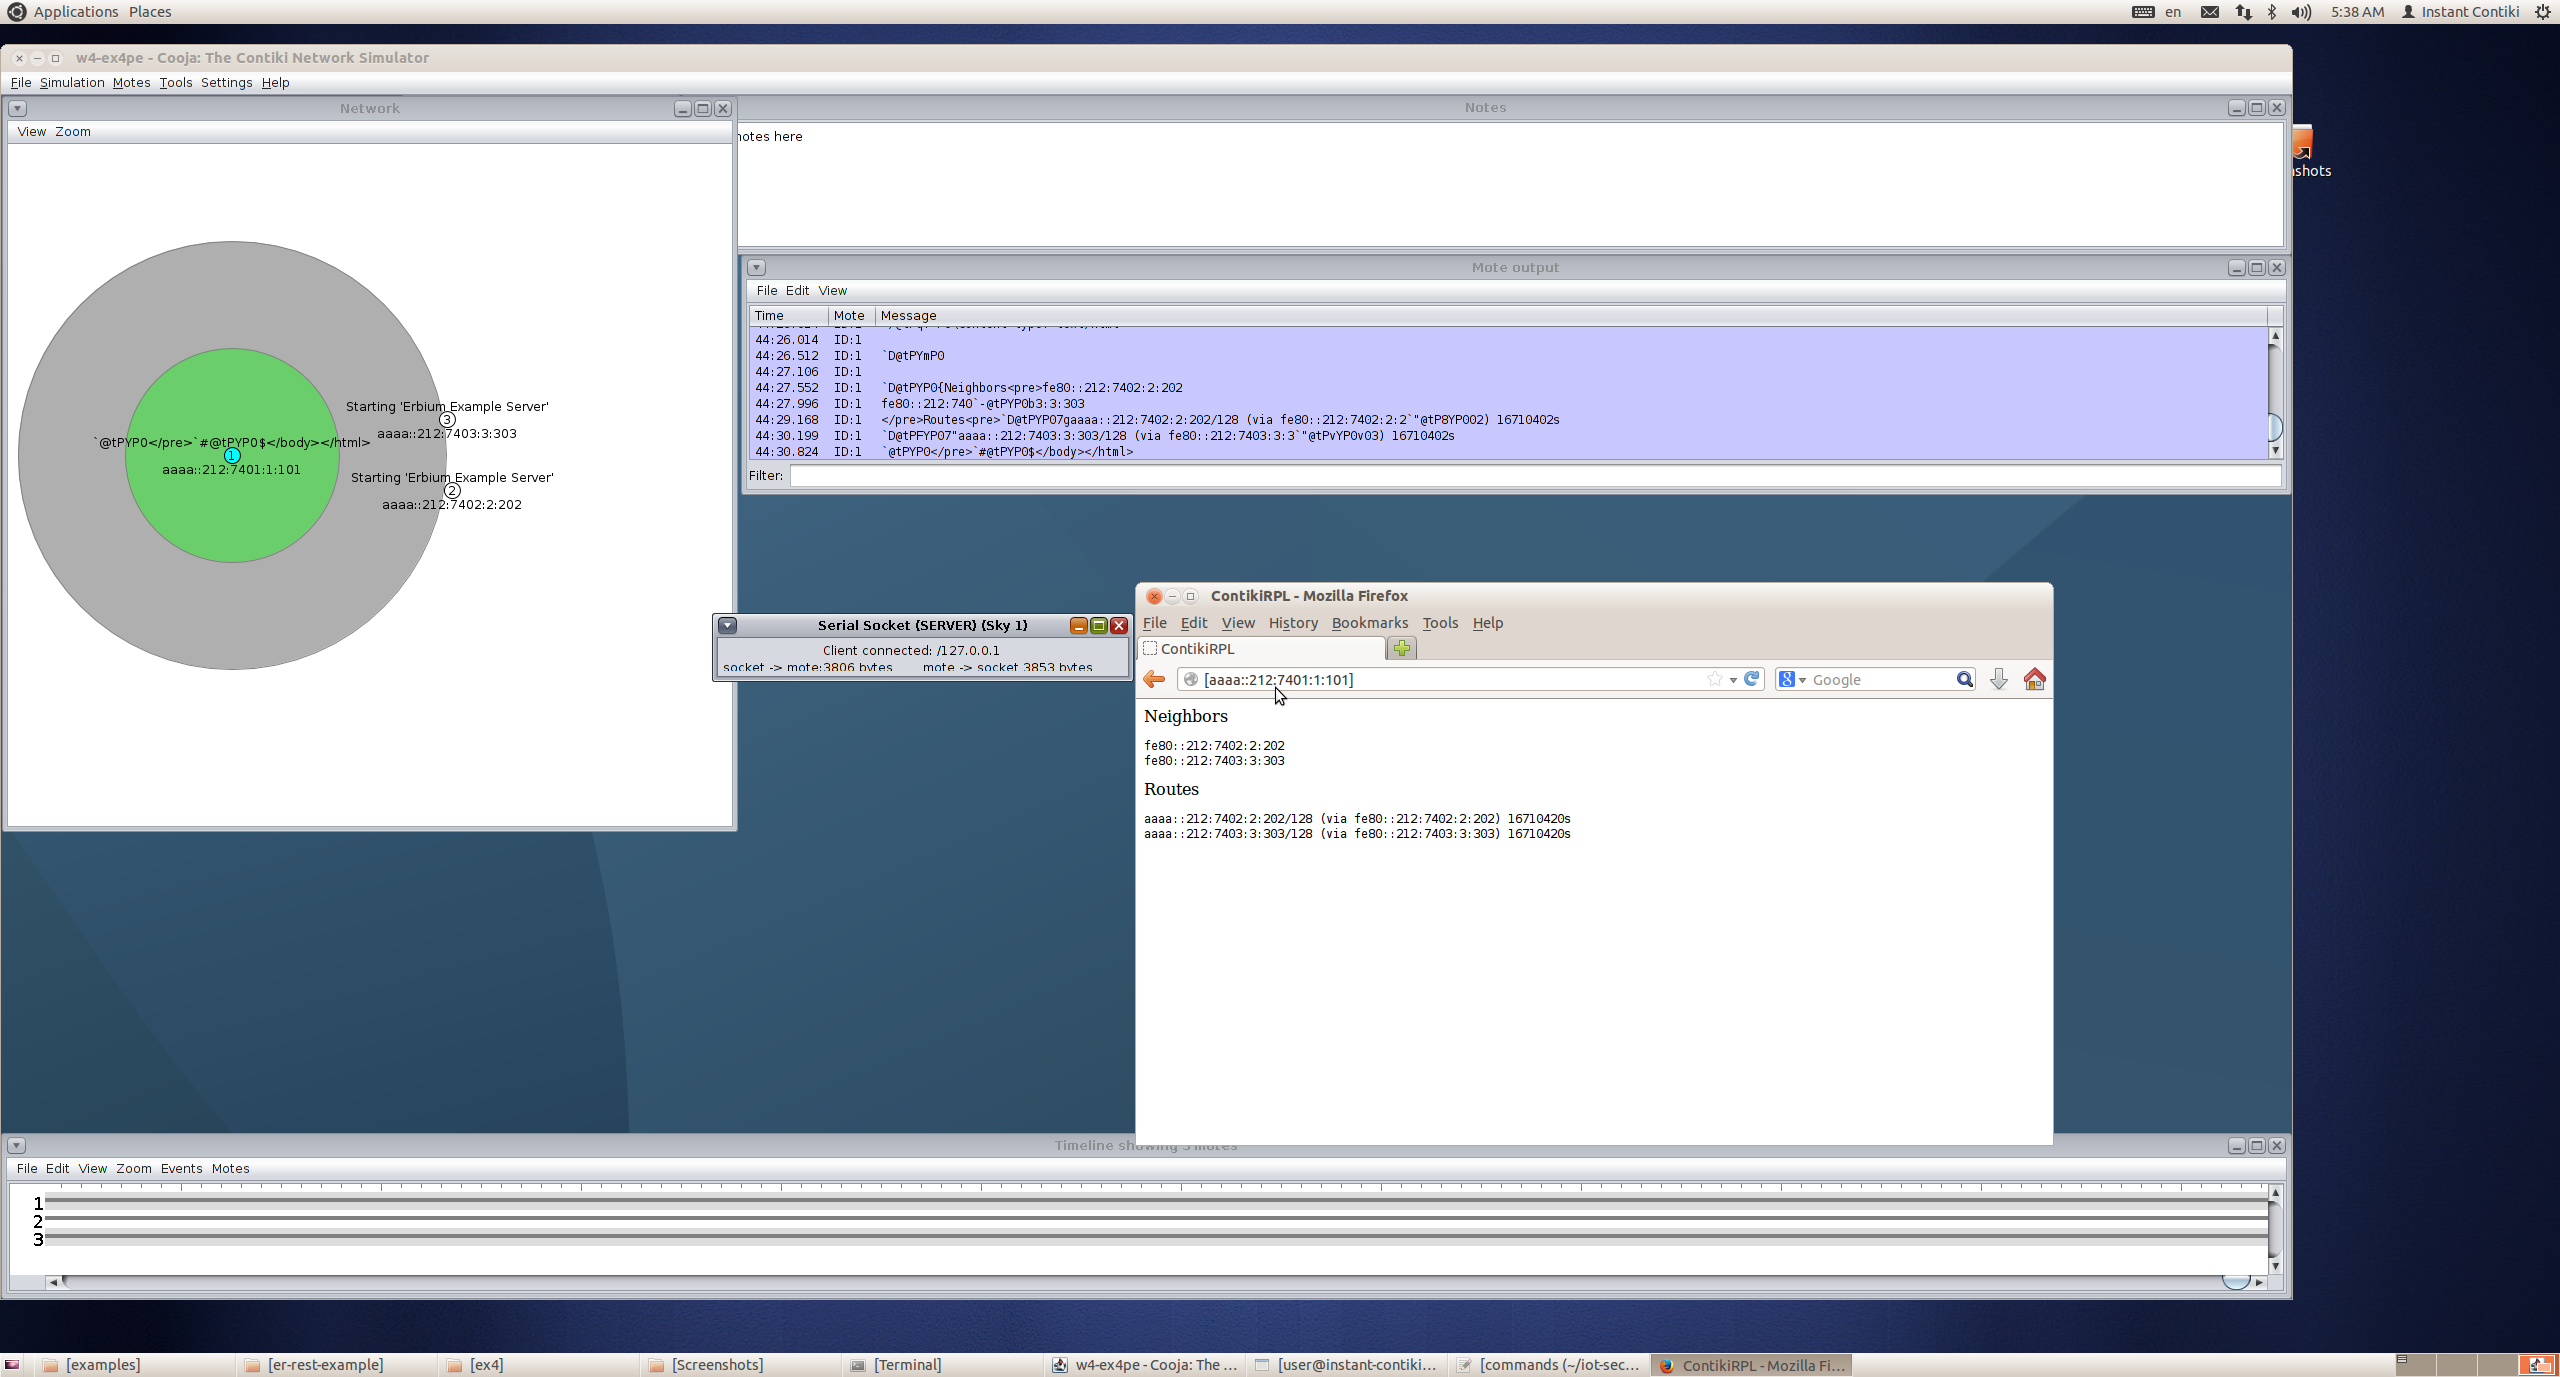 Applications Places
en 5:38 AM Instant Contiki
w4-ex4pe - Cooja: The Contiki Network Simulator
File Simulation Motes Tools Settings Help
Network
View Zoom
Starting 'Erbium Example Server'
3
aaaa::212:7403:3:303
`@tPYP0</pre>`#@tPYP0$</body></html>
1
aaaa::212:7401:1:101
Starting 'Erbium Example Server'
2
aaaa::212:7402:2:202
Notes
notes here
shots
Mote output
File Edit View
Time Mote Message
44:26.014 ID:1
44:26.512 ID:1 `D@tPYmP0
44:27.106 ID:1
44:27.552 ID:1 `D@tPYP0{Neighbors<pre>fe80::212:7402:2:202
44:27.996 ID:1 fe80::212:740`-@tPYP0b3:3:303
44:29.168 ID:1 </pre>Routes<pre>`D@tPYP07gaaaa::212:7402:2:202/128 (via fe80::212:7402:2:2`"@tP8YP002) 16710402s
44:30.199 ID:1 `D@tPFYP07"aaaa::212:7403:3:303/128 (via fe80::212:7403:3:3`"@tPvYP0v03) 16710402s
44:30.824 ID:1 `@tPYP0</pre>`#@tPYP0$</body></html>
Filter:
Serial Socket (SERVER) (Sky 1)
Client connected: /127.0.0.1
socket -> mote:3806 bytes mote -> socket 3853 bytes
ContikiRPL - Mozilla Firefox
File Edit View History Bookmarks Tools Help
ContikiRPL
[aaaa::212:7401:1:101]
8 Google
Neighbors
fe80::212:7402:2:202
fe80::212:7403:3:303
Routes
aaaa::212:7402:2:202/128 (via fe80::212:7402:2:202) 16710420s
aaaa::212:7403:3:303/128 (via fe80::212:7403:3:303) 16710420s
Timeline showing 3 motes
File Edit View Zoom Events Motes
1
2
3
[examples] [er-rest-example] [ex4] [Screenshots] [Terminal] w4-ex4pe - Cooja: The ... [user@instant-contiki... [commands (~/iot-sec... ContikiRPL - Mozilla Fi...